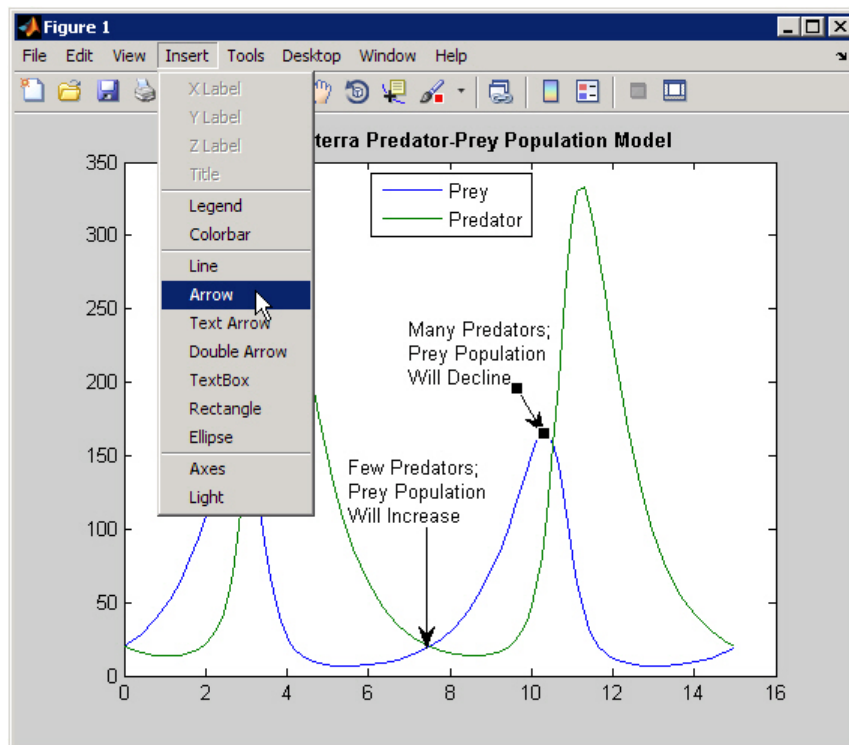 Figure 1
File Edit View Insert Tools Desktop Window Help
X Label
Y Label
Z Label
Title
Legend
Colorbar
Line
Arrow
Text Arrow
Double Arrow
TextBox
Rectangle
Ellipse
Axes
Light
terra Predator-Prey Population Model
Prey
Predator
350
300
250
200
150
100
50
0
Many Predators;
Prey Population
Will Decline
Few Predators;
Prey Population
Will Increase
0 2 4 6 8 10 12 14 16